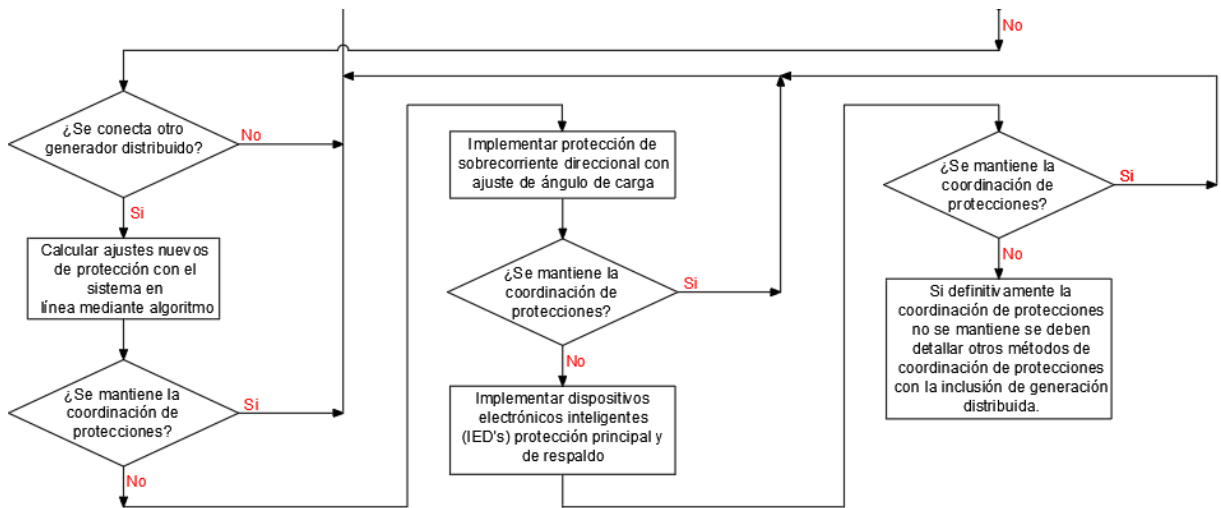 No
¿Se conecta otro
generador distribuido?
No
Si
Calcular ajustes nuevos
de protección con el
sistema en
línea mediante algoritmo
¿Se mantiene la
coordinación de
protecciones?
Si
No
Implementar protección de
sobrecorriente direccional con
ajuste de ángulo de carga
¿Se mantiene la
coordinación de
protecciones?
Si
No
Implementar dispositivos
electrónicos inteligentes
(IED's) protección principal y
de respaldo
¿Se mantiene la
coordinación de
protecciones?
Si
No
Si definitivamente la
coordinación de protecciones
no se mantiene se deben
detallar otros métodos de
coordinación de protecciones
con la inclusión de generación
distribuida.